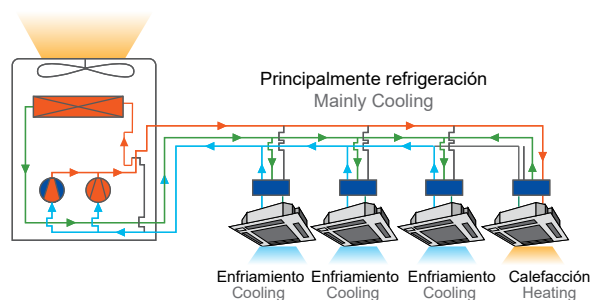 Principalmente refrigeración
Mainly Cooling
Enfriamiento Enfriamiento Enfriamiento Calefacción
Cooling Cooling Cooling Heating